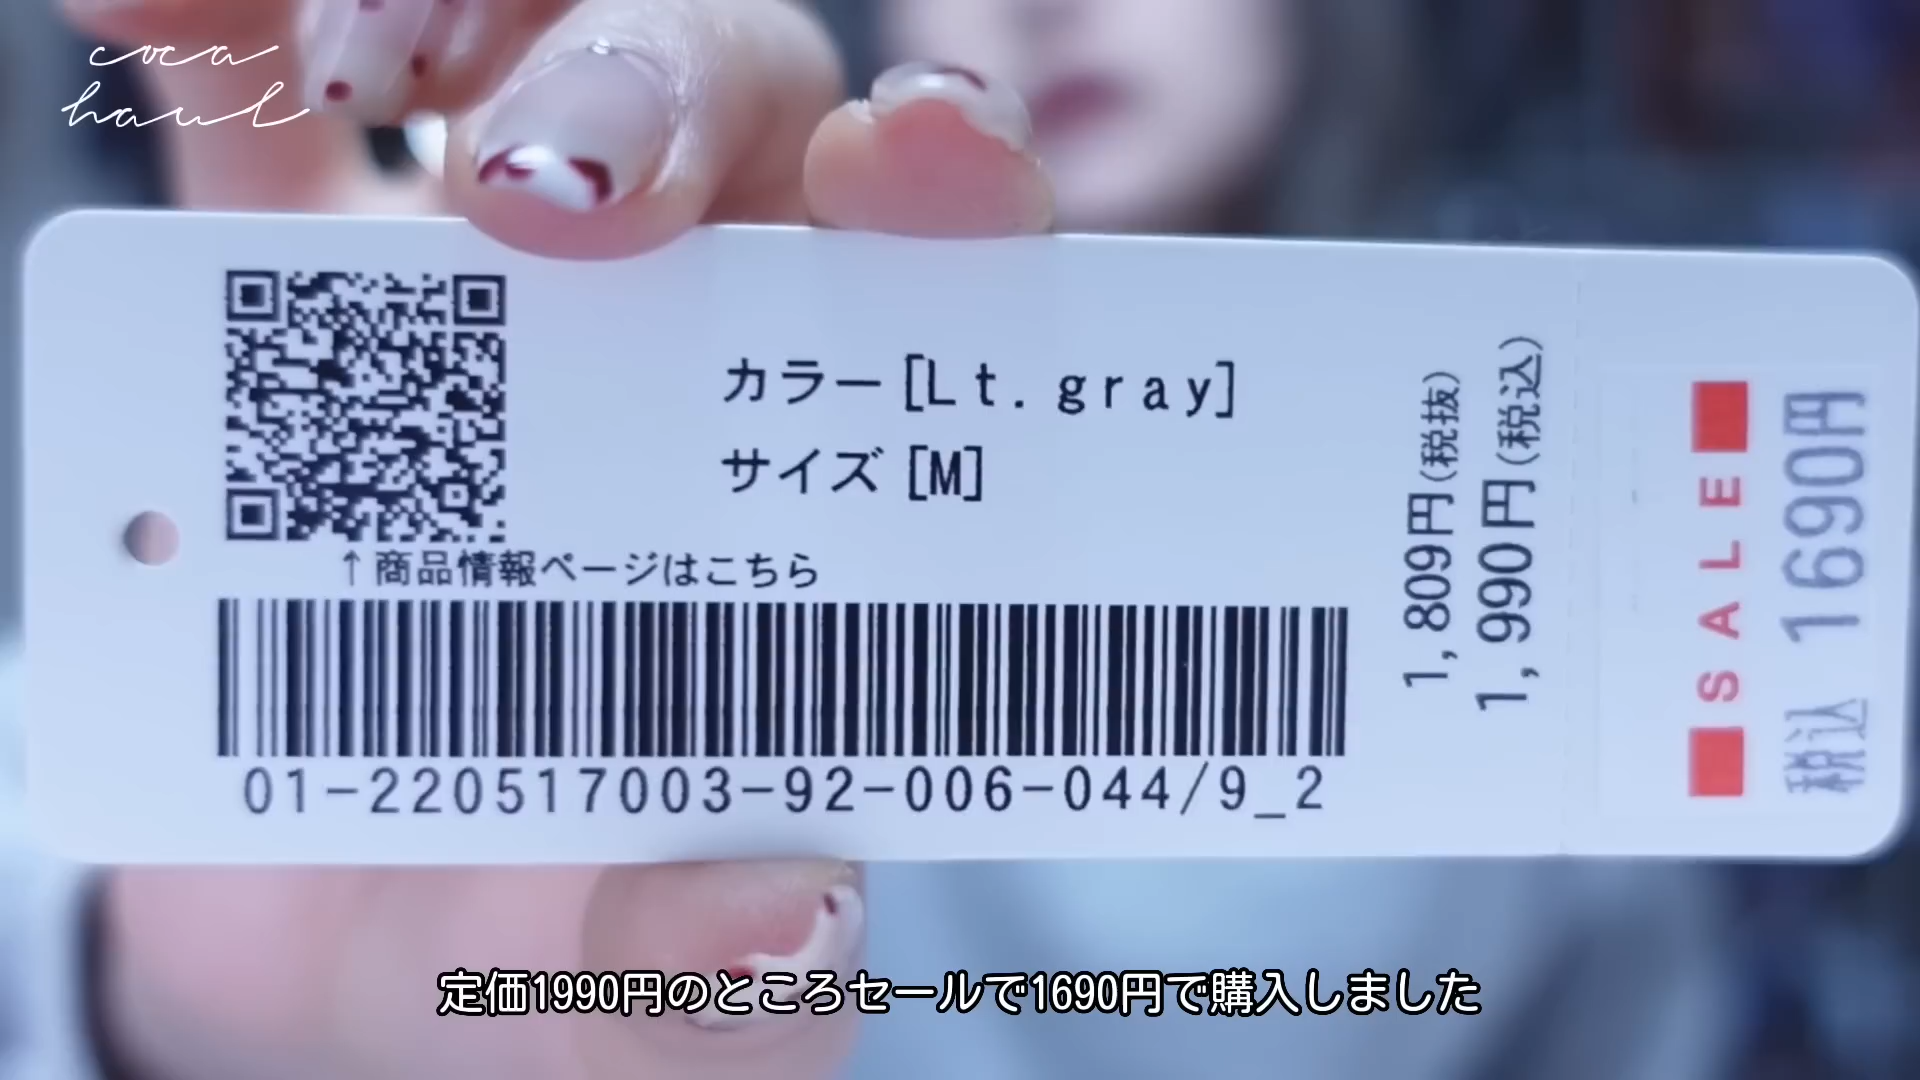 coca
haul
カラー[Lt.gray]
サイズ[M]
↑商品情報ページはこちら
01-220517003-92-006-044/9_2
1,809円(税抜)
1,990円(税込)
■SALE■
税込 1690円
定価1990円のところセールで1690円で購入しました